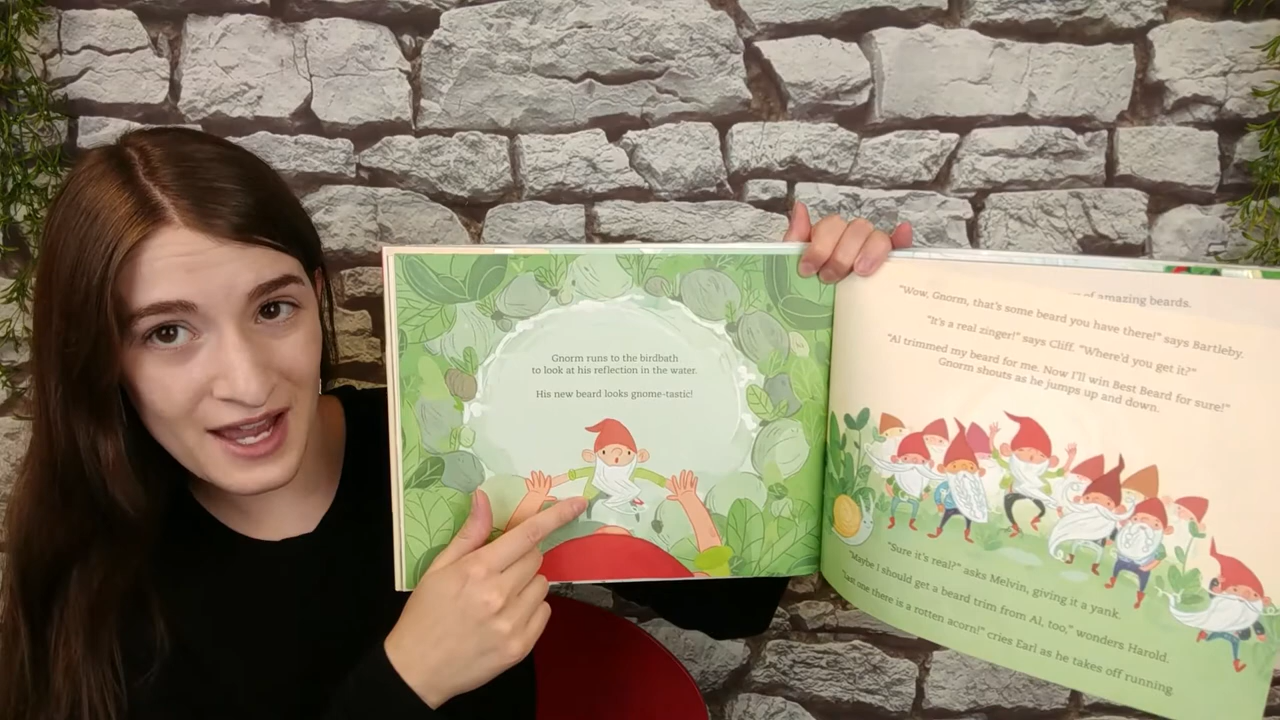 Gnorm runs to the birdbath
to look at his reflection in the water.
His new beard looks gnome-tastic!
of amazing beards.
"Wow, Gnorm, that's some beard you have there!" says Bartleby.
"It's a real zinger!" says Cliff. "Where'd you get it?"
"Al trimmed my beard for me. Now I'll win Best Beard for sure!"
Gnorm shouts as he jumps up and down.
"Sure it's real?" asks Melvin, giving it a yank.
"Maybe I should get a beard trim from Al, too," wonders Harold.
"Last one there is a rotten acorn!" cries Earl as he takes off running.